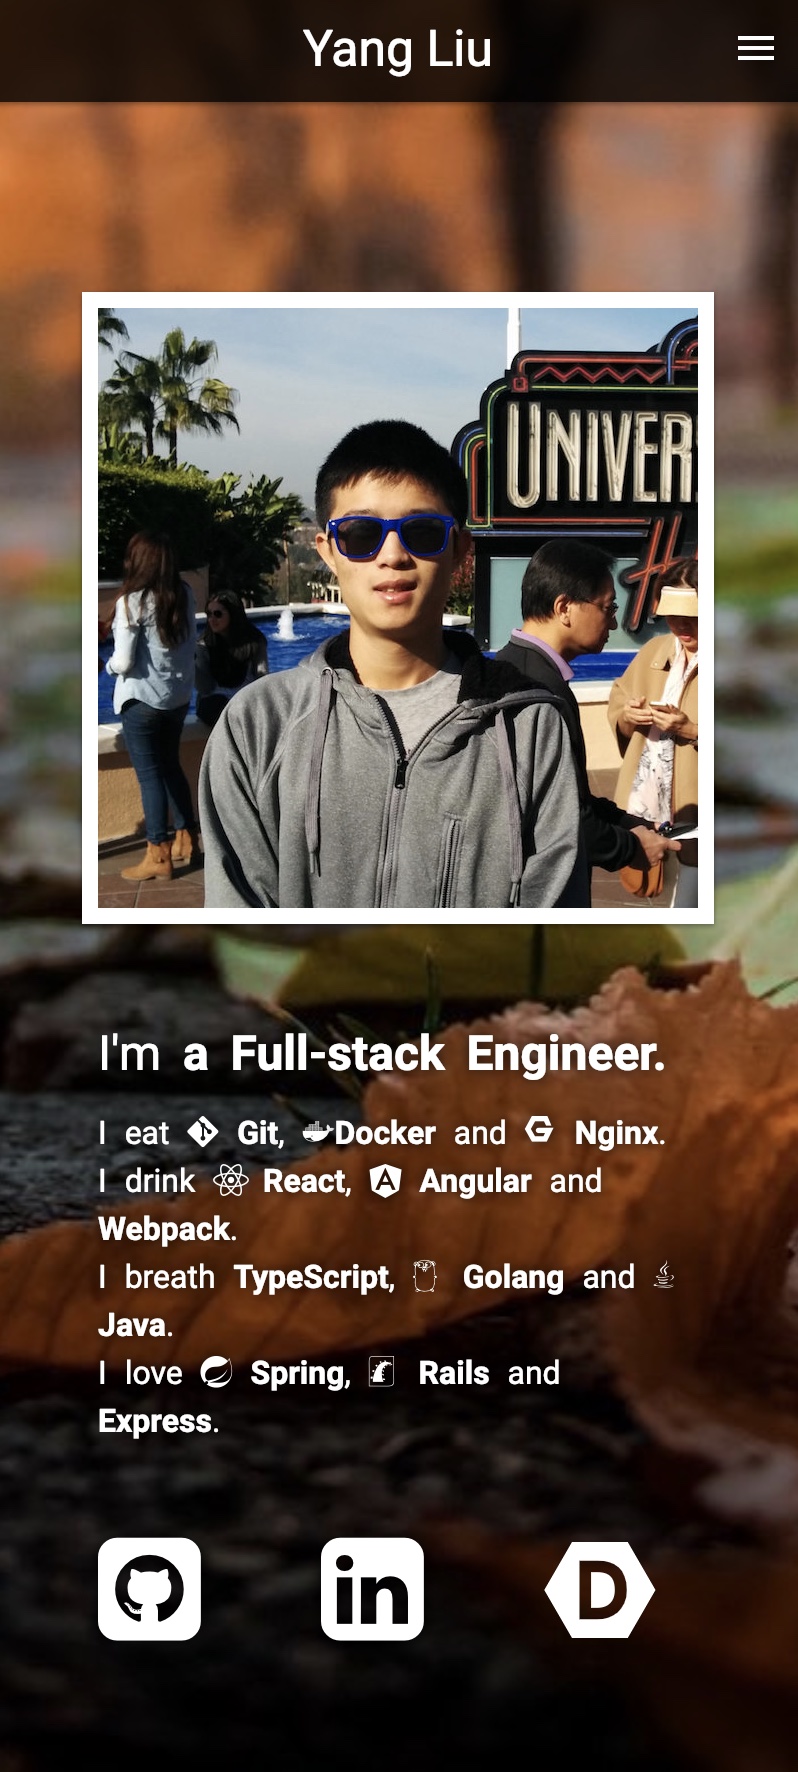 Yang Liu
UNIVER
H
I'm a Full-stack Engineer.
I eat Git, Docker and Nginx.
I drink React, Angular and
Webpack.
I breath TypeScript, Golang and
Java.
I love Spring, Rails and
Express.
in
D